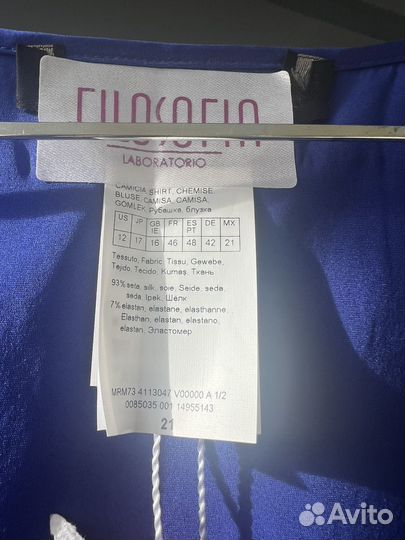 FILOSOFIA
LABORATORIO
CAMICIA, SHIRT, CHEMISE,
BLUSE, CAMISA, CAMISA,
GOMLEK, Рубашка, блузка
US JP GB IE FR ES PT DE MX
12 17 16 46 48 42 21
Tessuto, Fabric, Tissu, Gewebe,
Tejido, Tecido, Kumaş, Ткань
93% seta, silk, soie, Seide, seda,
seda, Ipek, Шёлк
7% elastan, elastane, elasthanne,
Elasthan, elastan, elastano,
elastan, Эластомер
MRM73 4113047 V00000 A 1/2
0085035 001 14955143
21
Avito